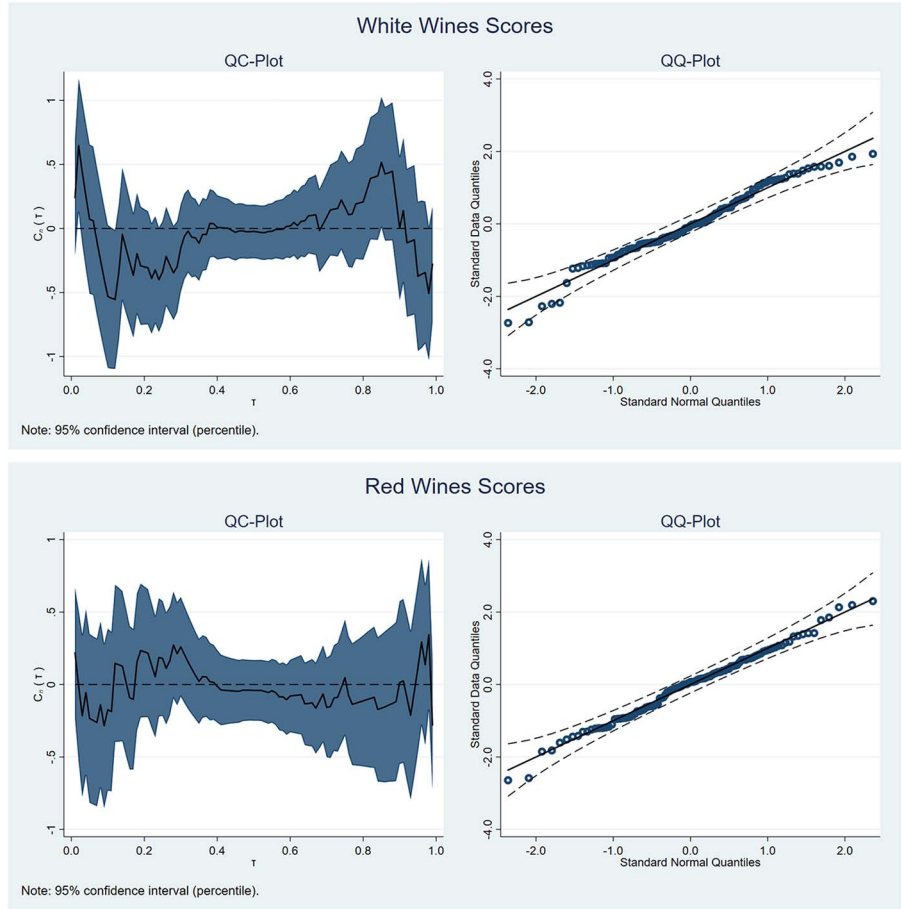 White Wines Scores
QC-Plot
QQ-Plot
Cₙ ( τ )
1
.5
0
-.5
-1
0.0 0.2 0.4 0.6 0.8 1.0
τ
Standard Data Quantiles
4.0
2.0
0.0
-2.0
-4.0
-2.0 -1.0 0.0 1.0 2.0
Standard Normal Quantiles
Note: 95% confidence interval (percentile).
Red Wines Scores
QC-Plot
QQ-Plot
Cₙ ( τ )
1
.5
0
-.5
-1
0.0 0.2 0.4 0.6 0.8 1.0
τ
Standard Data Quantiles
4.0
2.0
0.0
-2.0
-4.0
-2.0 -1.0 0.0 1.0 2.0
Standard Normal Quantiles
Note: 95% confidence interval (percentile).